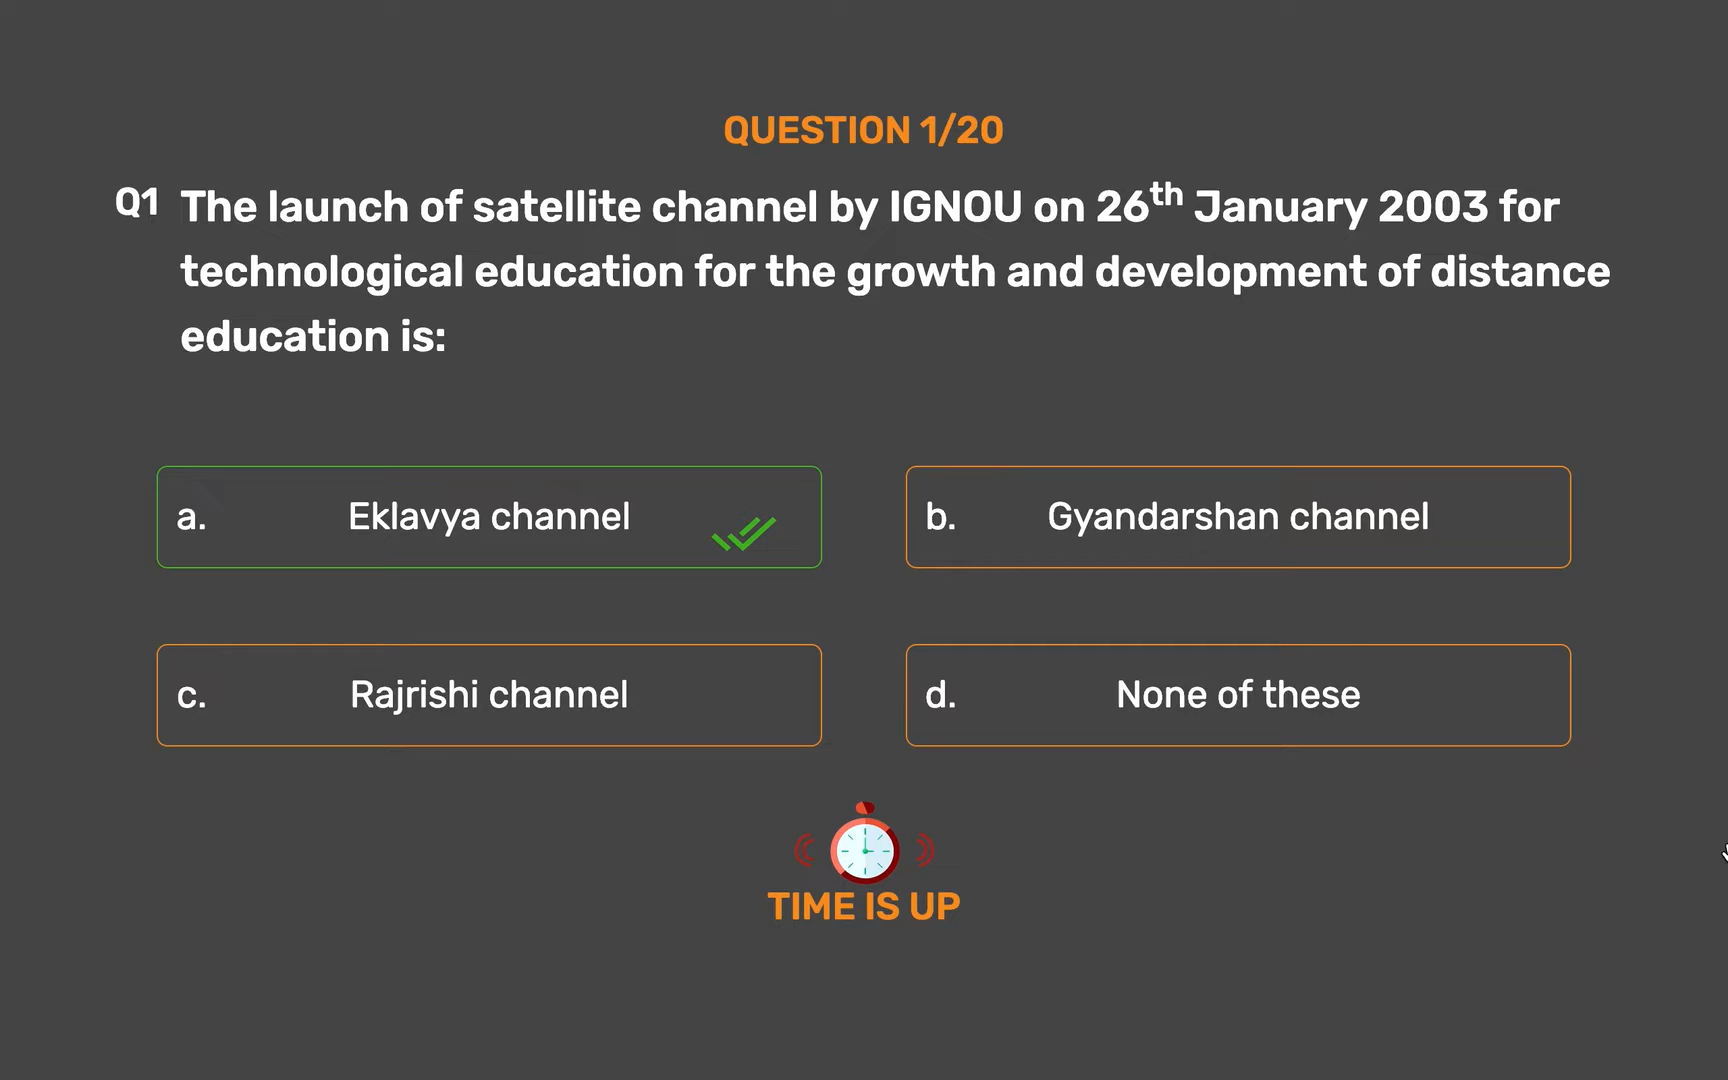 QUESTION 1/20
Q1 The launch of satellite channel by IGNOU on 26th January 2003 for
technological education for the growth and development of distance
education is:
a. Eklavya channel
b. Gyandarshan channel
c. Rajrishi channel
d. None of these
TIME IS UP